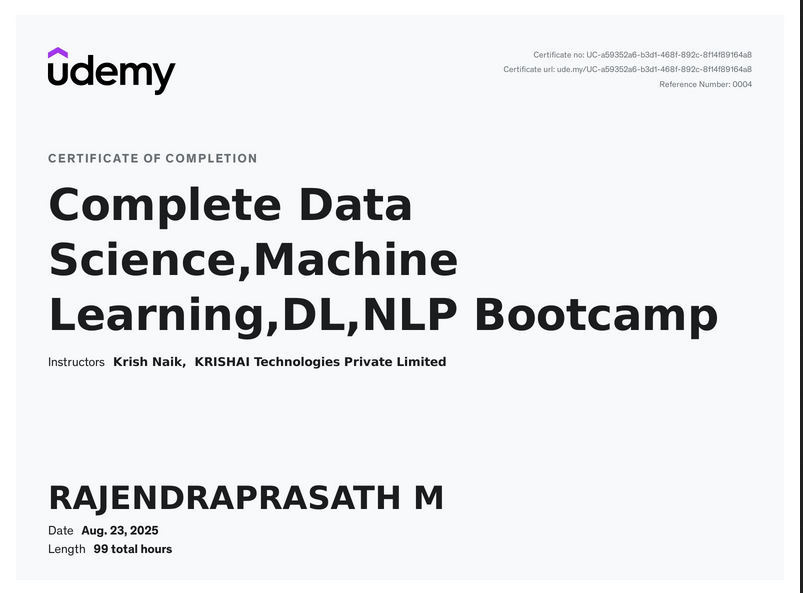 udemy
Certificate no: UC-a59352a6-b3d1-468f-892c-8f14f89164a8
Certificate url: ude.my/UC-a59352a6-b3d1-468f-892c-8f14f89164a8
Reference Number: 0004
CERTIFICATE OF COMPLETION
Complete Data
Science,Machine
Learning,DL,NLP Bootcamp
Instructors Krish Naik, KRISHAI Technologies Private Limited
RAJENDRAPRASATH M
Date Aug. 23, 2025
Length 99 total hours